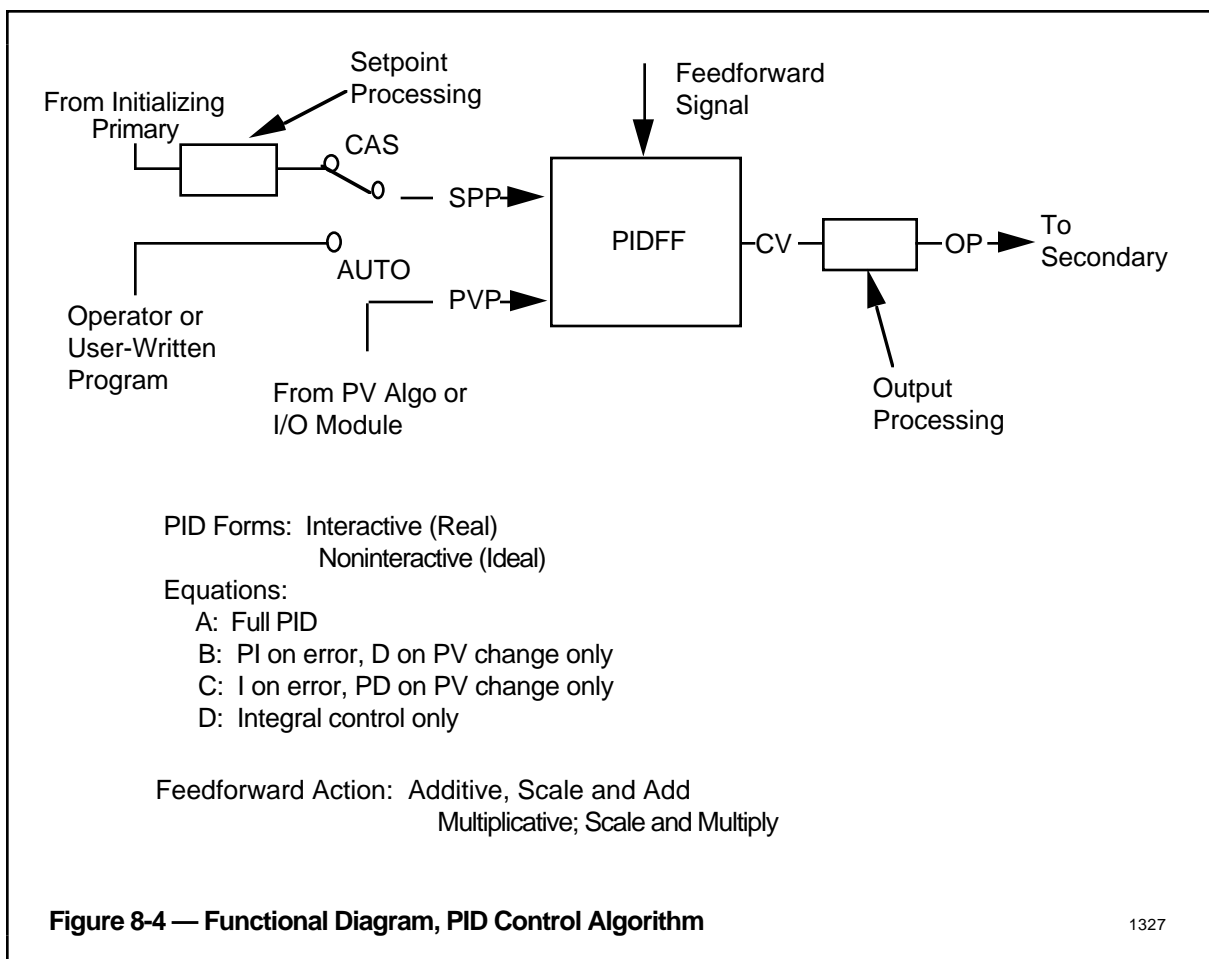 Setpoint
Processing
From Initializing
Primary
CAS
Feedforward
Signal
SPP
PIDFF
CV
OP
To
Secondary
AUTO
PVP
Operator or
User-Written
Program
From PV Algo or
I/O Module
Output
Processing
PID Forms: Interactive (Real)
Noninteractive (Ideal)
Equations:
A: Full PID
B: PI on error, D on PV change only
C: I on error, PD on PV change only
D: Integral control only
Feedforward Action: Additive, Scale and Add
Multiplicative; Scale and Multiply
Figure 8-4 — Functional Diagram, PID Control Algorithm
1327